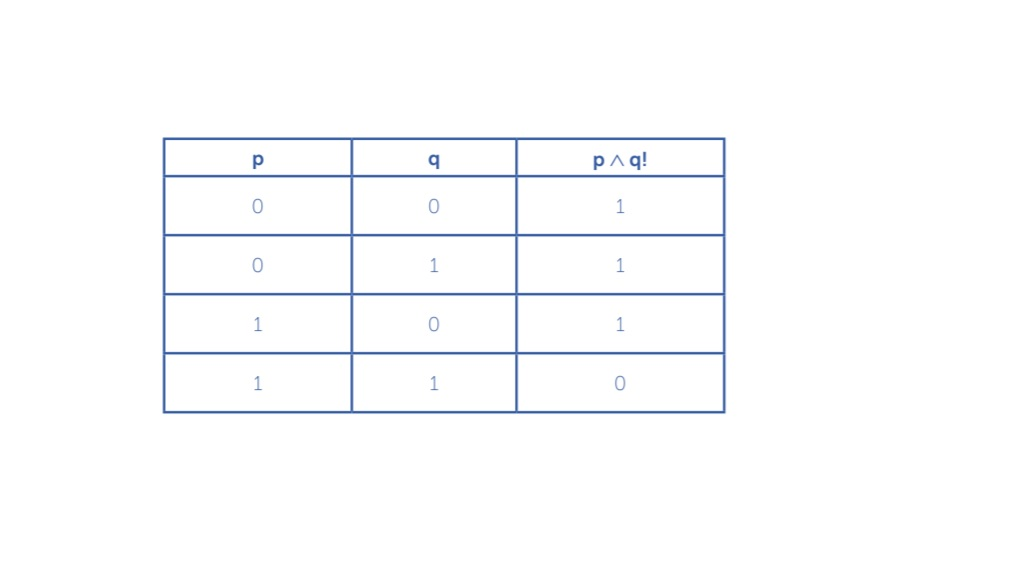 p q p ∧ q!
0 0 1
0 1 1
1 0 1
1 1 0